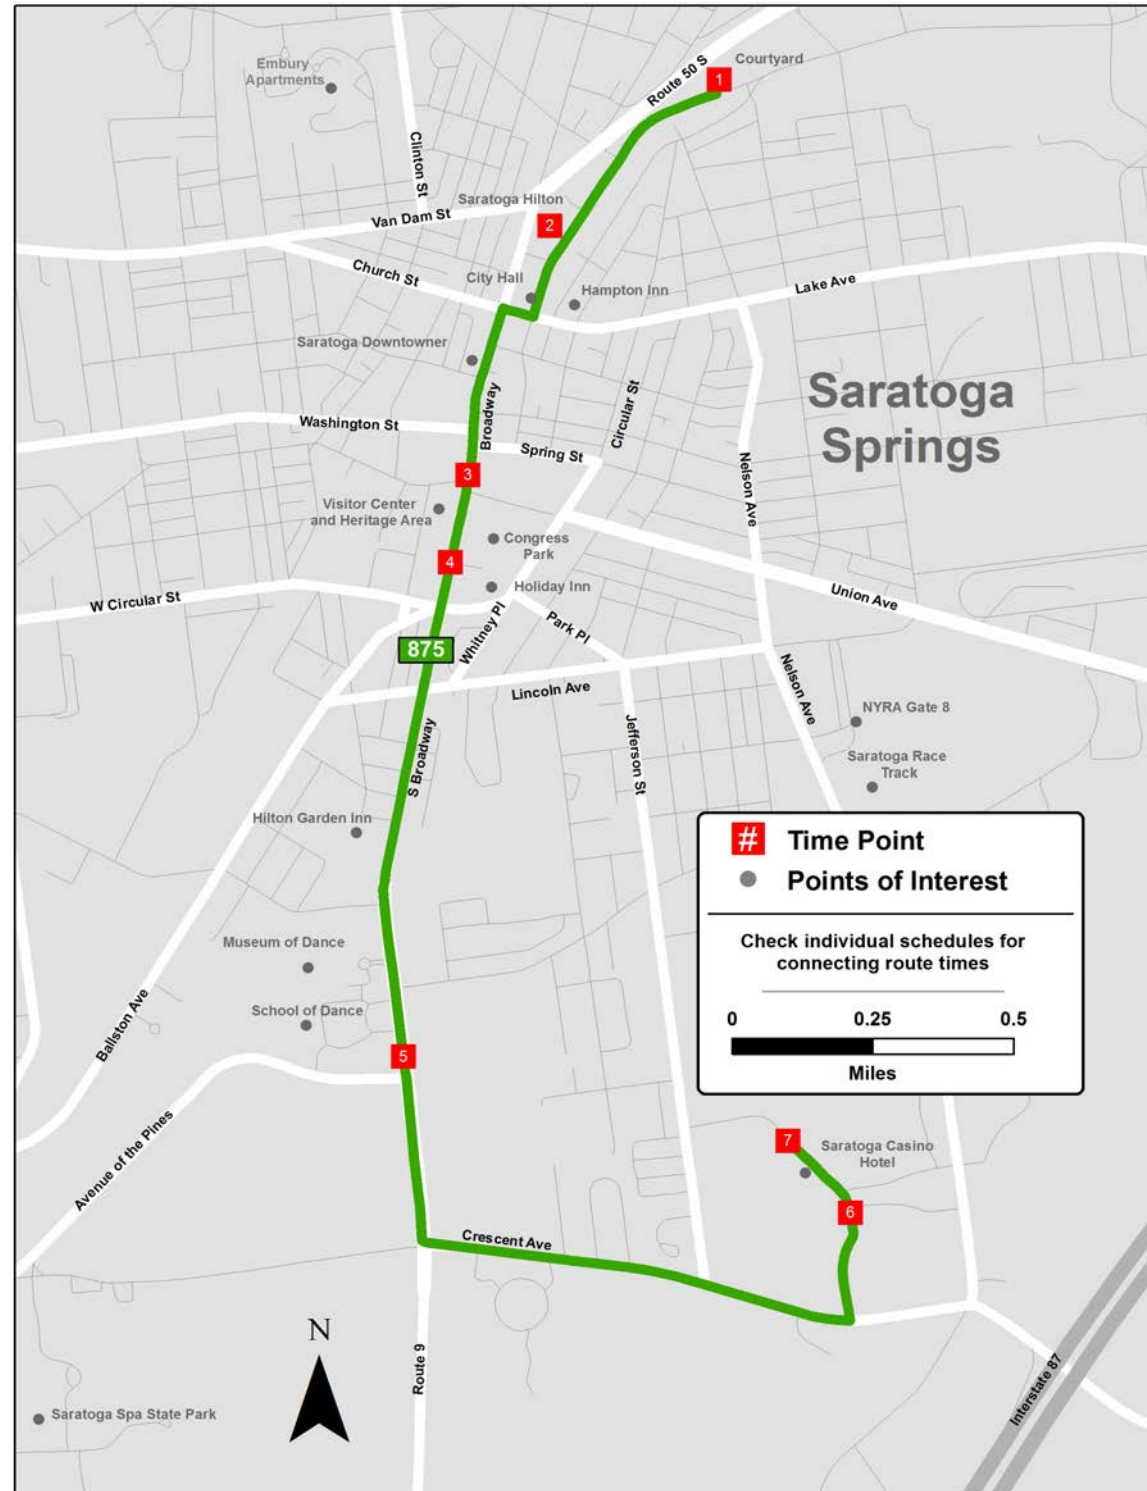 Embury
Apartments
Clinton St
Route 50 S
1
Courtyard
Saratoga Hilton
2
Van Dam St
Church St
City Hall
Hampton Inn
Lake Ave
Saratoga Downtowner
Broadway
Circular St
Saratoga
Springs
Washington St
Spring St
Nelson Ave
3
Visitor Center
and Heritage Area
Congress
Park
4
Holiday Inn
W Circular St
Union Ave
875
Whitney Pl
Park Pl
Lincoln Ave
Nelson Ave
NYRA Gate 8
S Broadway
Jefferson St
Saratoga Race
Track
Hilton Garden Inn
# Time Point
Points of Interest
Check individual schedules for
connecting route times
0 0.25 0.5
Miles
Museum of Dance
School of Dance
Ballston Ave
5
Avenue of the Pines
7
Saratoga Casino
Hotel
6
Crescent Ave
N
Route 9
Interstate 87
Saratoga Spa State Park